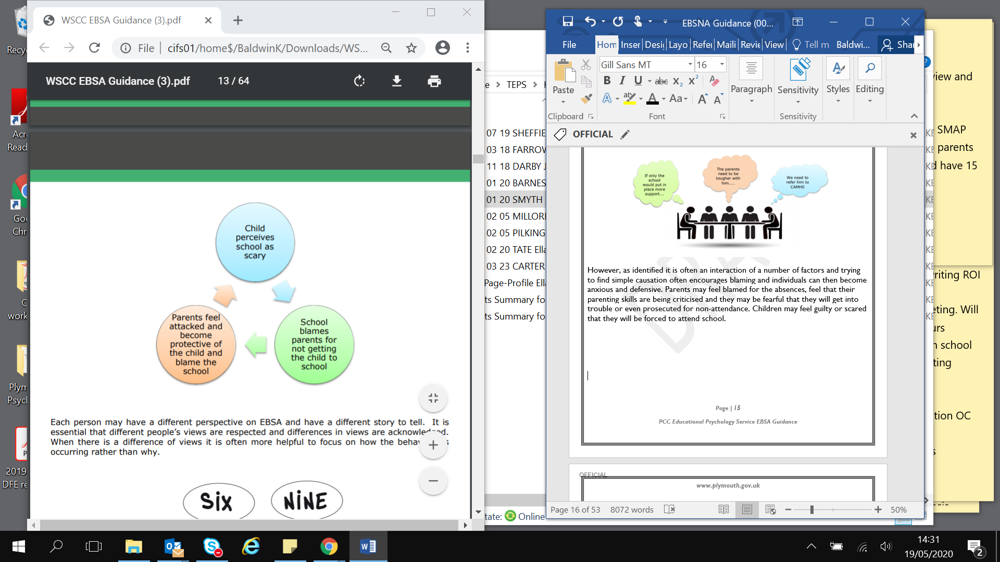 WSCC EBSA Guidance (3).pdf
File
cifs01/home$/BaldwinK/Downloads/WS...
WSCC EBSA Guidance (3).pdf
13 / 64
Child
perceives
school as
scary
Parents feel
attacked and
become
protective of
the child and
blame the
school
School
blames
parents for
not getting
the child to
school
Each person may have a different perspective on EBSA and have a different story to tell. It is
essential that different people's views are respected and differences in views are
When there is a difference of views it is often more helpful to focus on how the
occurring rather than why.
SiX
NiNE
TEPS
07 19 SHEFFIE
03 18 FARROW
11 18 DARBY J
01 20 BARNES
01 20 SMYTH
02 05 MILLOR
02 05 PILKING
02 20 TATE Ella
03 23 CARTER
Page-Profile Ella
ts Summary fo
ts Summary fo
tate: Online
EBSNA Guidance (00...
File
Hom
Inser
Desig
Layo
Refer
Maili
Revie
View
Tell m
Baldwi...
Shar
Gill Sans MT
16
B I U abc X₂ X²
A ab A Aa A A
Paste
Paragraph
Sensitivity
Styles
Editing
Clipboard
Font
Sensitivity
OFFICIAL
If only the
school
would put in
place more
support....
The parents
need to be
tougher with
him.....
We need to
refer him to
CAMHS
However, as identified it is often an interaction of a number of factors and trying
to find simple causation often encourages blaming and individuals can then become
anxious and defensive. Parents may feel blamed for the absences, feel that their
parenting skills are being criticised and they may be fearful that they will get into
trouble or even prosecuted for non-attendance. Children may feel guilty or scared
that they will be forced to attend school.
Page | 15
PCC Educational Psychology Service EBSA Guidance
OFFICIAL
www.plymouth.gov.uk
Page 16 of 53
8072 words
50%
view and
SMAP
parents
have 15
riting ROI
eting. Will
urs
school
ting
tion OC
Recyc
Acr
Read
Goo
Chr
C
work
Plym
Psycl
2019
DFE re
14:31
19/05/2020
2